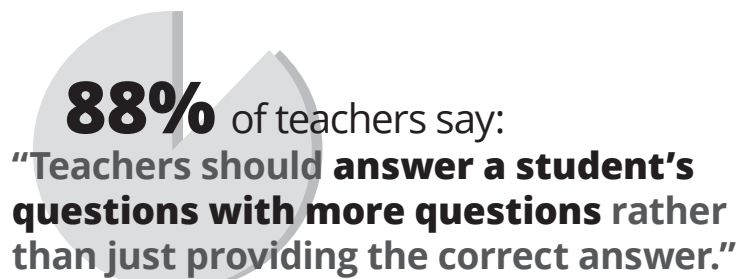 88% of teachers say:
“Teachers should answer a student’s
questions with more questions rather
than just providing the correct answer.”